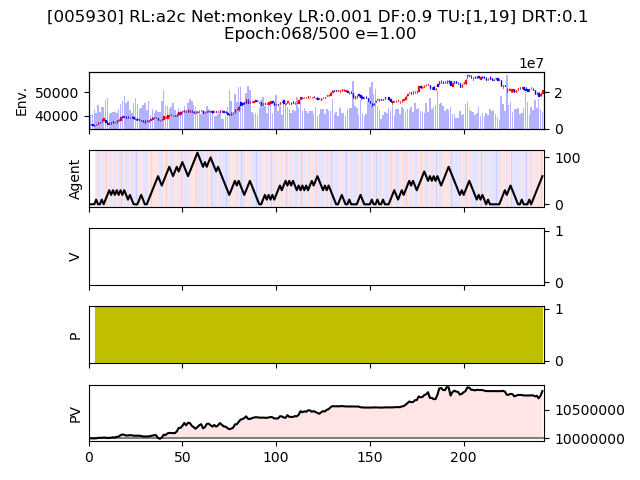 [005930] RL:a2c Net:monkey LR:0.001 DF:0.9 TU:[1,19] DRT:0.1
Epoch:068/500 e=1.00
1e7
Env.
50000
40000
2
0
Agent
100
0
V
1
0
P
1
0
PV
10500000
10000000
0 50 100 150 200